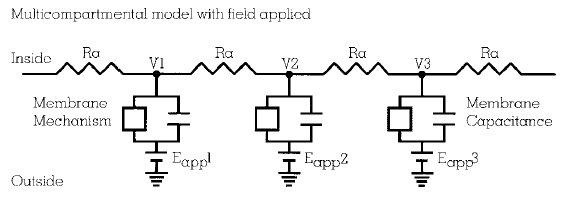 Multicompartmental model with field applied
Ra V1 Ra V2 Ra V3 Ra
Inside
Membrane Mechanism
Membrane Capacitance
Eapp1 Eapp2 Eapp3
Outside